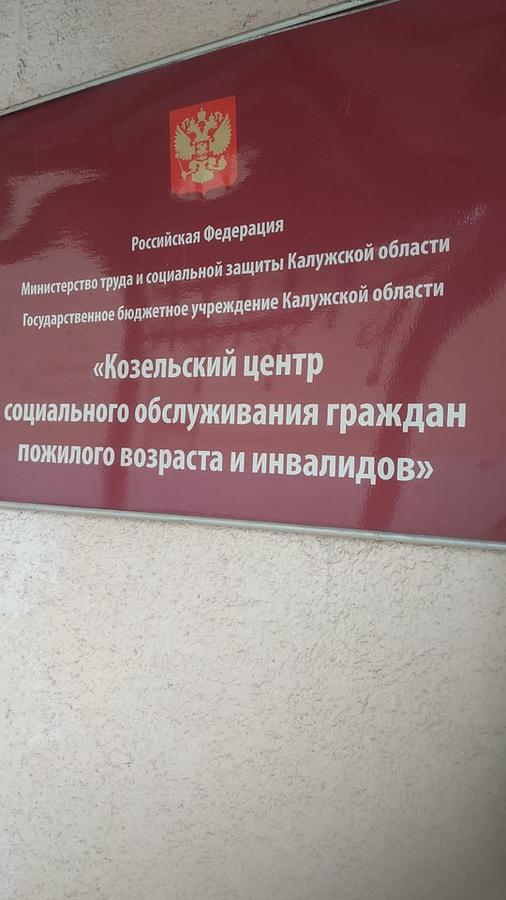 Российская Федерация
Министерство труда и социальной защиты Калужской области
Государственное бюджетное учреждение Калужской области
«Козельский центр
социального обслуживания граждан
пожилого возраста и инвалидов»